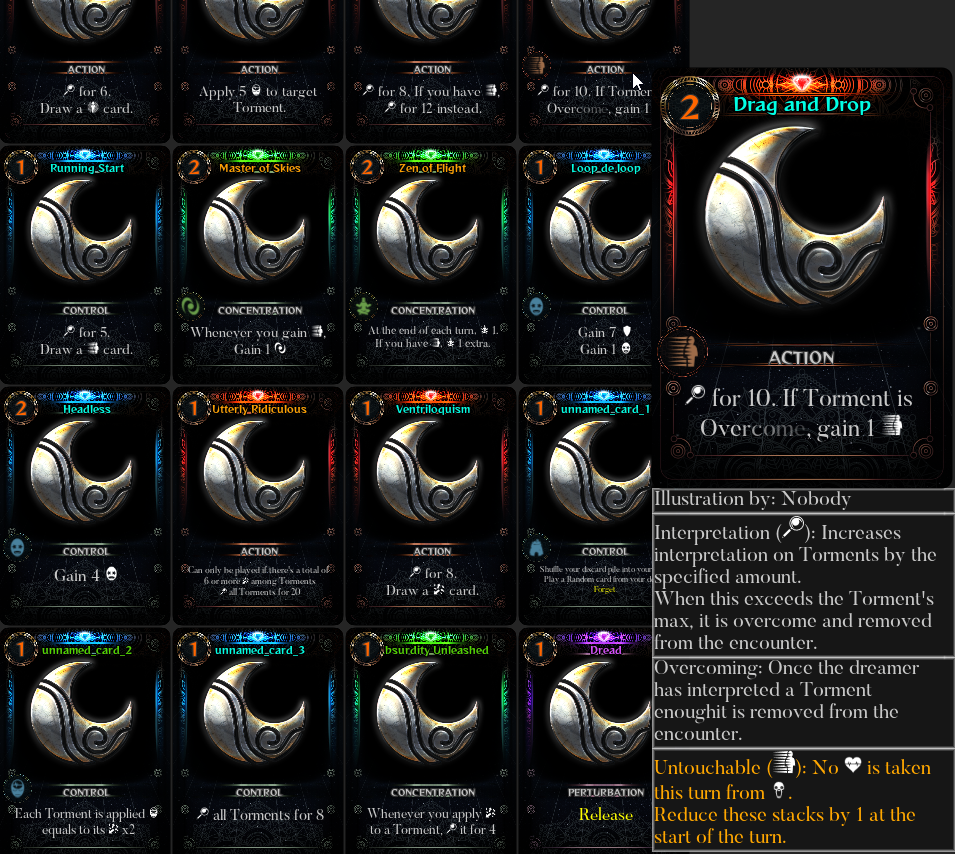 ACTION
for 6.
Draw a card.
ACTION
Apply 5 to target
Torment.
ACTION
for 8. If you have ,
for 12 instead.
ACTION
for 10. If Torment
Overcome, gain 1
1
Running_Start
CONTROL
for 5.
Draw a card.
2
Master_of_Skies
CONCENTRATION
Whenever you gain ,
Gain 1
2
Zen_of_Flight
CONCENTRATION
At the end of each turn, 1.
If you have , 1 extra.
1
Loop_de_loop
CONTROL
Gain 7
Gain 1
2
Headless
CONTROL
Gain 4
1
Utterly_Ridiculous
ACTION
Can only be played if there's a total of
6 or more among Torments
all Torments for 20
1
Ventriloquism
ACTION
for 8.
Draw a card.
1
unnamed_card_1
CONTROL
Shuffle your discard pile into your
Play a Random card from your
Forget.
1
unnamed_card_2
CONTROL
Each Torment is applied
equals to its x2
1
unnamed_card_3
CONTROL
all Torments for 8
1
bsurdity_Unleashed
CONCENTRATION
Whenever you apply
to a Torment, it for 4
1
Dread
PERTURBATION
Release
2
Drag and Drop
ACTION
for 10. If Torment is
Overcome, gain 1
Illustration by: Nobody
Interpretation ( ): Increases
interpretation on Torments by the
specified amount.
When this exceeds the Torment's
max, it is overcome and removed
from the encounter.
Overcoming: Once the dreamer
has interpreted a Torment
enoughit is removed from the
encounter.
Untouchable ( ): No is taken
this turn from .
Reduce these stacks by 1 at the
start of the turn.